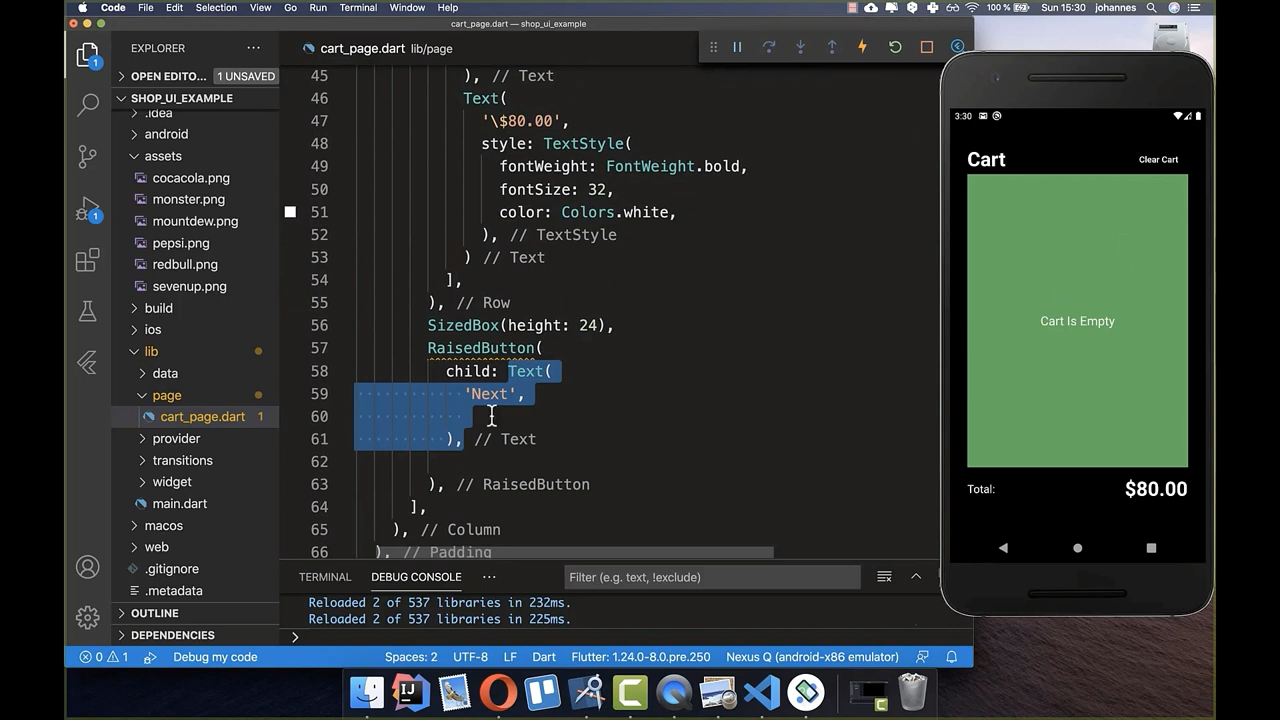 Code File Edit Selection View Go Run Terminal Window Help 100 % Sun 15:30 johannes
cart_page.dart — shop_ui_example
EXPLORER
cart_page.dart lib/page
OPEN EDITO... 1 UNSAVED
SHOP_UI_EXAMPLE
.idea
android
assets
cocacola.png
monster.png
mountdew.png
pepsi.png
redbull.png
sevenup.png
build
ios
lib
data
page
cart_page.dart 1
provider
transitions
widget
main.dart
macos
web
.gitignore
.metadata
OUTLINE
DEPENDENCIES
1
1
45 ), // Text
46 Text(
47 '\$80.00',
48 style: TextStyle(
49 fontWeight: FontWeight.bold,
50 fontSize: 32,
51 color: Colors.white,
52 ), // TextStyle
53 ) // Text
54 ],
55 ), // Row
56 SizedBox(height: 24),
57 RaisedButton(
58 child: Text(
59 'Next',
60
61 ), // Text
62
63 ), // RaisedButton
64 ],
65 ), // Column
66 ), // Padding
TERMINAL DEBUG CONSOLE Filter (e.g. text, !exclude)
Reloaded 2 of 537 libraries in 232ms.
Reloaded 2 of 537 libraries in 225ms.
0 1 Debug my code Spaces: 2 UTF-8 LF Dart Flutter: 1.24.0-8.0.pre.250 Nexus Q (android-x86 emulator)
3:30
Cart Clear Cart
Cart Is Empty
Total: $80.00